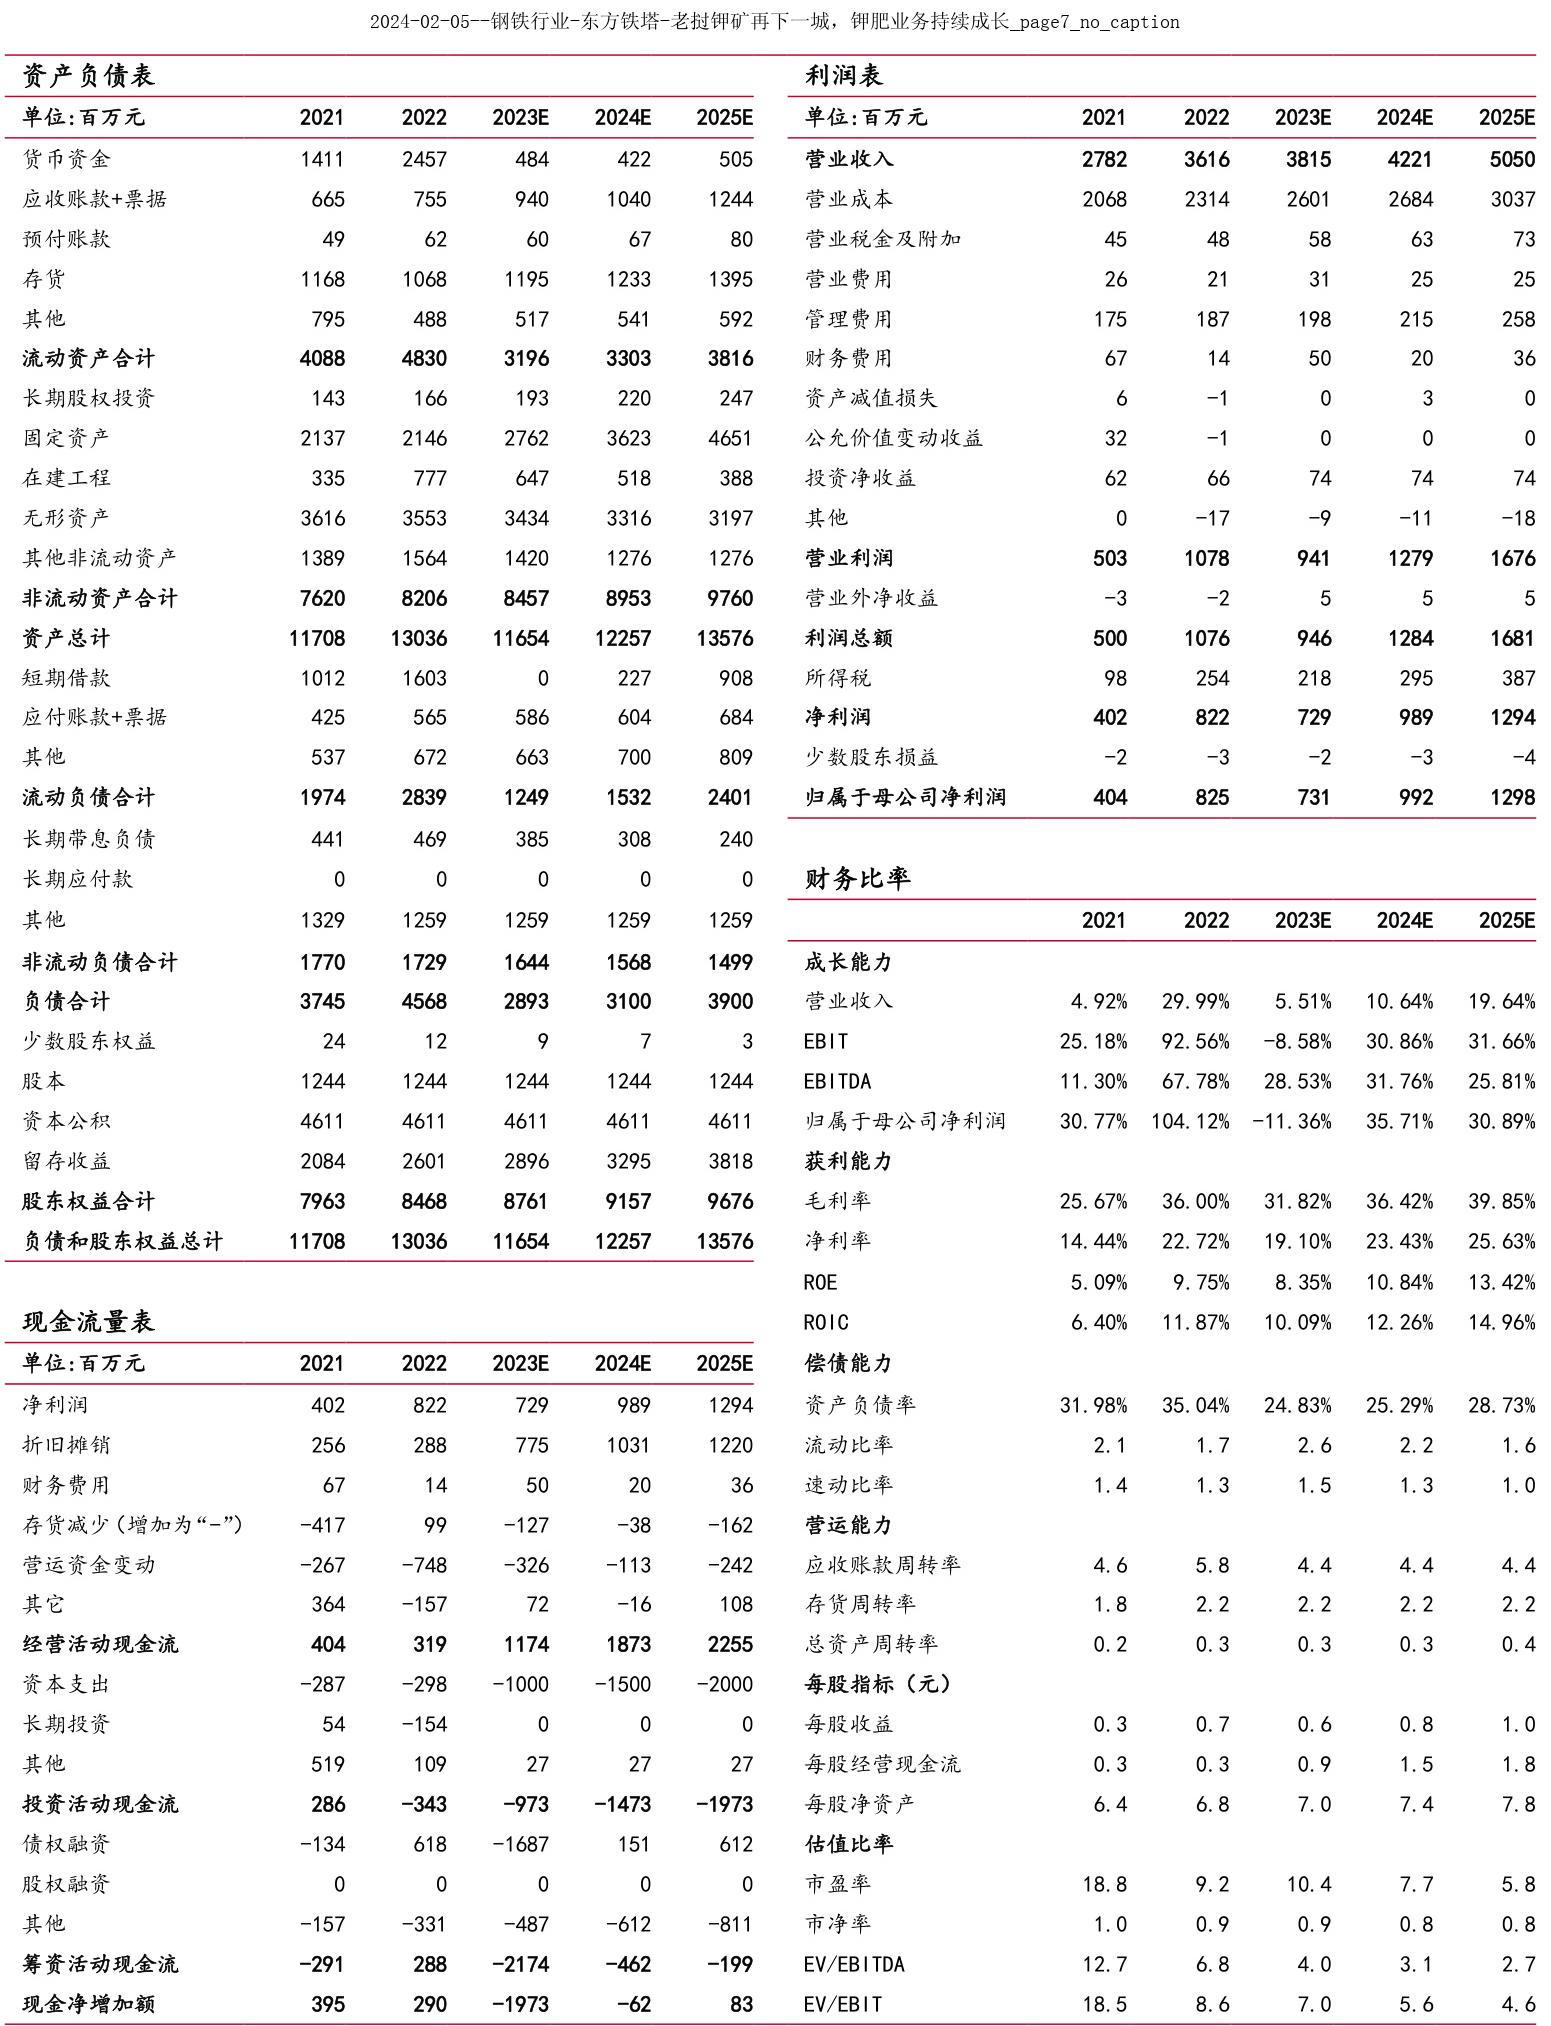 2024-02-05--钢铁行业-东方铁塔-老挝钾矿再下一城，钾肥业务持续成长_page7_no_caption
资产负债表
单位:百万元 2021 2022 2023E 2024E 2025E
货币资金 1411 2457 484 422 505
应收账款+票据 665 755 940 1040 1244
预付账款 49 62 60 67 80
存货 1168 1068 1195 1233 1395
其他 795 488 517 541 592
流动资产合计 4088 4830 3196 3303 3816
长期股权投资 143 166 193 220 247
固定资产 2137 2146 2762 3623 4651
在建工程 335 777 647 518 388
无形资产 3616 3553 3434 3316 3197
其他非流动资产 1389 1564 1420 1276 1276
非流动资产合计 7620 8206 8457 8953 9760
资产总计 11708 13036 11654 12257 13576
短期借款 1012 1603 0 227 908
应付账款+票据 425 565 586 604 684
其他 537 672 663 700 809
流动负债合计 1974 2839 1249 1532 2401
长期带息负债 441 469 385 308 240
长期应付款 0 0 0 0 0
其他 1329 1259 1259 1259 1259
非流动负债合计 1770 1729 1644 1568 1499
负债合计 3745 4568 2893 3100 3900
少数股东权益 24 12 9 7 3
股本 1244 1244 1244 1244 1244
资本公积 4611 4611 4611 4611 4611
留存收益 2084 2601 2896 3295 3818
股东权益合计 7963 8468 8761 9157 9676
负债和股东权益总计 11708 13036 11654 12257 13576
现金流量表
单位:百万元 2021 2022 2023E 2024E 2025E
净利润 402 822 729 989 1294
折旧摊销 256 288 775 1031 1220
财务费用 67 14 50 20 36
存货减少（增加为“-”） -417 99 -127 -38 -162
营运资金变动 -267 -748 -326 -113 -242
其它 364 -157 72 -16 108
经营活动现金流 404 319 1174 1873 2255
资本支出 -287 -298 -1000 -1500 -2000
长期投资 54 -154 0 0 0
其他 519 109 27 27 27
投资活动现金流 286 -343 -973 -1473 -1973
债权融资 -134 618 -1687 151 612
股权融资 0 0 0 0 0
其他 -157 -331 -487 -612 -811
筹资活动现金流 -291 288 -2174 -462 -199
现金净增加额 395 290 -1973 -62 83
利润表
单位:百万元 2021 2022 2023E 2024E 2025E
营业收入 2782 3616 3815 4221 5050
营业成本 2068 2314 2601 2684 3037
营业税金及附加 45 48 58 63 73
营业费用 26 21 31 25 25
管理费用 175 187 198 215 258
财务费用 67 14 50 20 36
资产减值损失 6 -1 0 3 0
公允价值变动收益 32 -1 0 0 0
投资净收益 62 66 74 74 74
其他 0 -17 -9 -11 -18
营业利润 503 1078 941 1279 1676
营业外净收益 -3 -2 5 5 5
利润总额 500 1076 946 1284 1681
所得税 98 254 218 295 387
净利润 402 822 729 989 1294
少数股东损益 -2 -3 -2 -3 -4
归属于母公司净利润 404 825 731 992 1298
财务比率
2021 2022 2023E 2024E 2025E
成长能力
营业收入 4.92% 29.99% 5.51% 10.64% 19.64%
EBIT 25.18% 92.56% -8.58% 30.86% 31.66%
EBITDA 11.30% 67.78% 28.53% 31.76% 25.81%
归属于母公司净利润 30.77% 104.12% -11.36% 35.71% 30.89%
获利能力
毛利率 25.67% 36.00% 31.82% 36.42% 39.85%
净利率 14.44% 22.72% 19.10% 23.43% 25.63%
ROE 5.09% 9.75% 8.35% 10.84% 13.42%
ROIC 6.40% 11.87% 10.09% 12.26% 14.96%
偿债能力
资产负债率 31.98% 35.04% 24.83% 25.29% 28.73%
流动比率 2.1 1.7 2.6 2.2 1.6
速动比率 1.4 1.3 1.5 1.3 1.0
营运能力
应收账款周转率 4.6 5.8 4.4 4.4 4.4
存货周转率 1.8 2.2 2.2 2.2 2.2
总资产周转率 0.2 0.3 0.3 0.3 0.4
每股指标（元）
每股收益 0.3 0.7 0.6 0.8 1.0
每股经营现金流 0.3 0.3 0.9 1.5 1.8
每股净资产 6.4 6.8 7.0 7.4 7.8
估值比率
市盈率 18.8 9.2 10.4 7.7 5.8
市净率 1.0 0.9 0.9 0.8 0.8
EV/EBITDA 12.7 6.8 4.0 3.1 2.7
EV/EBIT 18.5 8.6 7.0 5.6 4.6